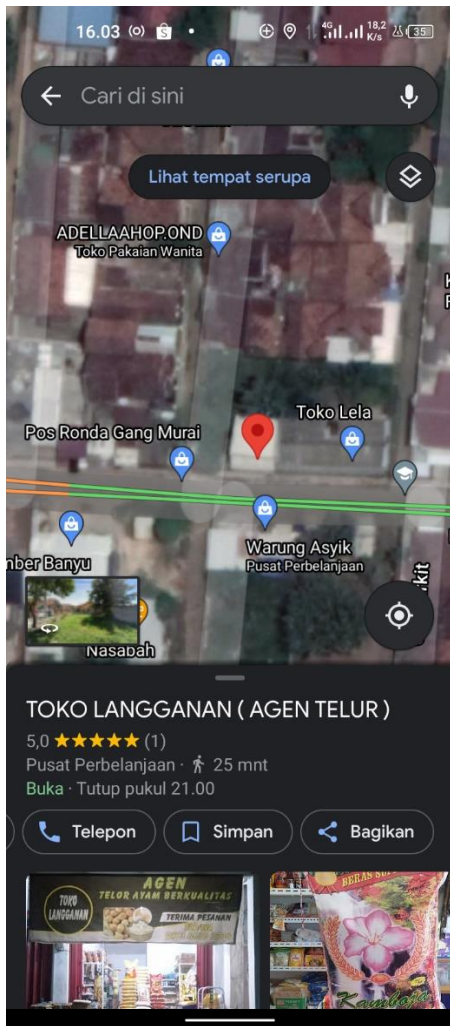 16.03
4G
18,2
K/s
35
Cari di sini
Lihat tempat serupa
ADELLAAHOP.OND
Toko Pakaian Wanita
Toko Lela
Pos Ronda Gang Murai
Warung Asyik
Pusat Perbelanjaan
mber Banyu
kit
Nasabah
TOKO LANGGANAN ( AGEN TELUR )
5,0 (1)
Pusat Perbelanjaan · 25 mnt
Buka · Tutup pukul 21.00
Telepon
Simpan
Bagikan
AGEN
TELOR AYAM BERKUALITAS
TOKO
LANGGANAN
TERIMA PESANAN
BERAS
Kamboja